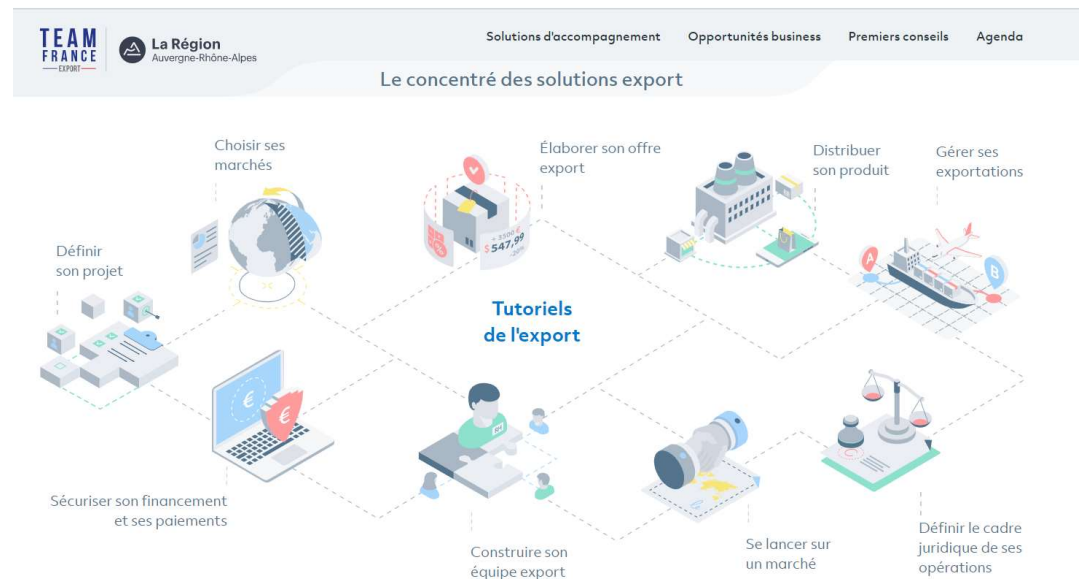 TEAM
FRANCE
EXPORT
La Région
Auvergne-Rhône-Alpes
Solutions d'accompagnement
Opportunités business
Premiers conseils
Agenda
Le concentré des solutions export
Choisir ses
marchés
Élaborer son offre
export
Distribuer
son produit
Gérer ses
exportations
Définir
son projet
$547,99
A
B
Tutoriels
de l'export
€
€
RH
Sécuriser son financement
et ses paiements
Construire son
équipe export
Se lancer sur
un marché
Définir le cadre
juridique de ses
opérations